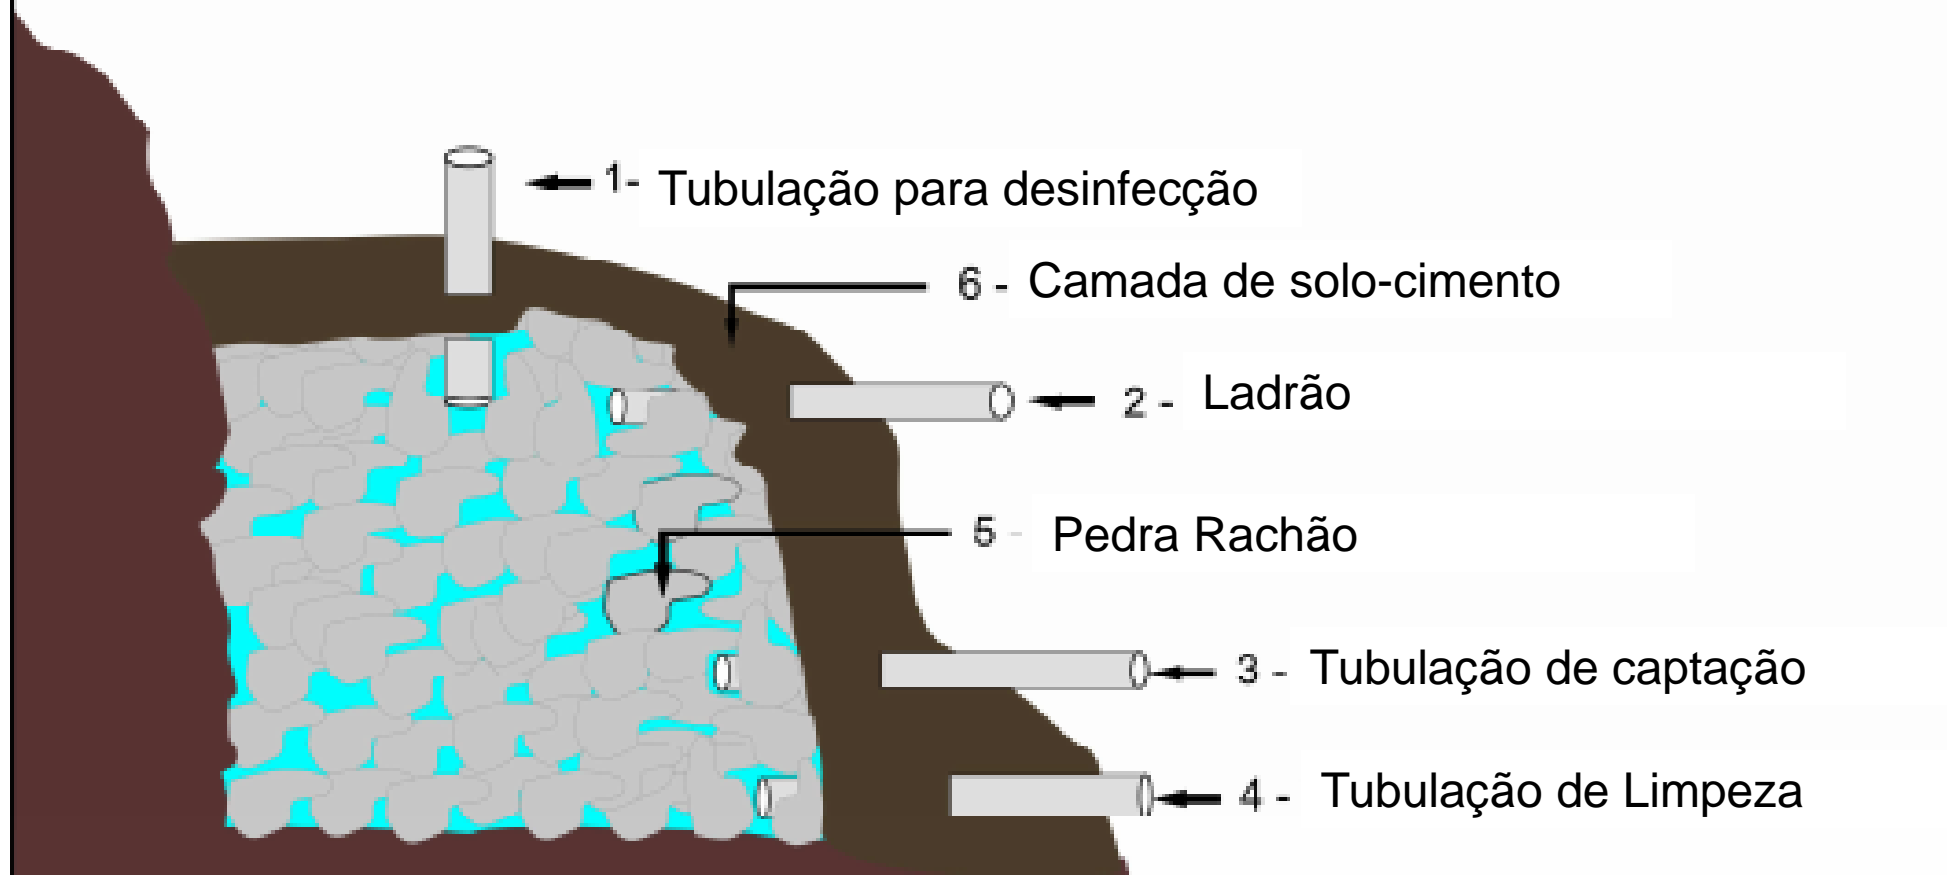 1- Tubulação para desinfecção
6 - Camada de solo-cimento
2 - Ladrão
5 - Pedra Rachão
3 - Tubulação de captação
4 - Tubulação de Limpeza